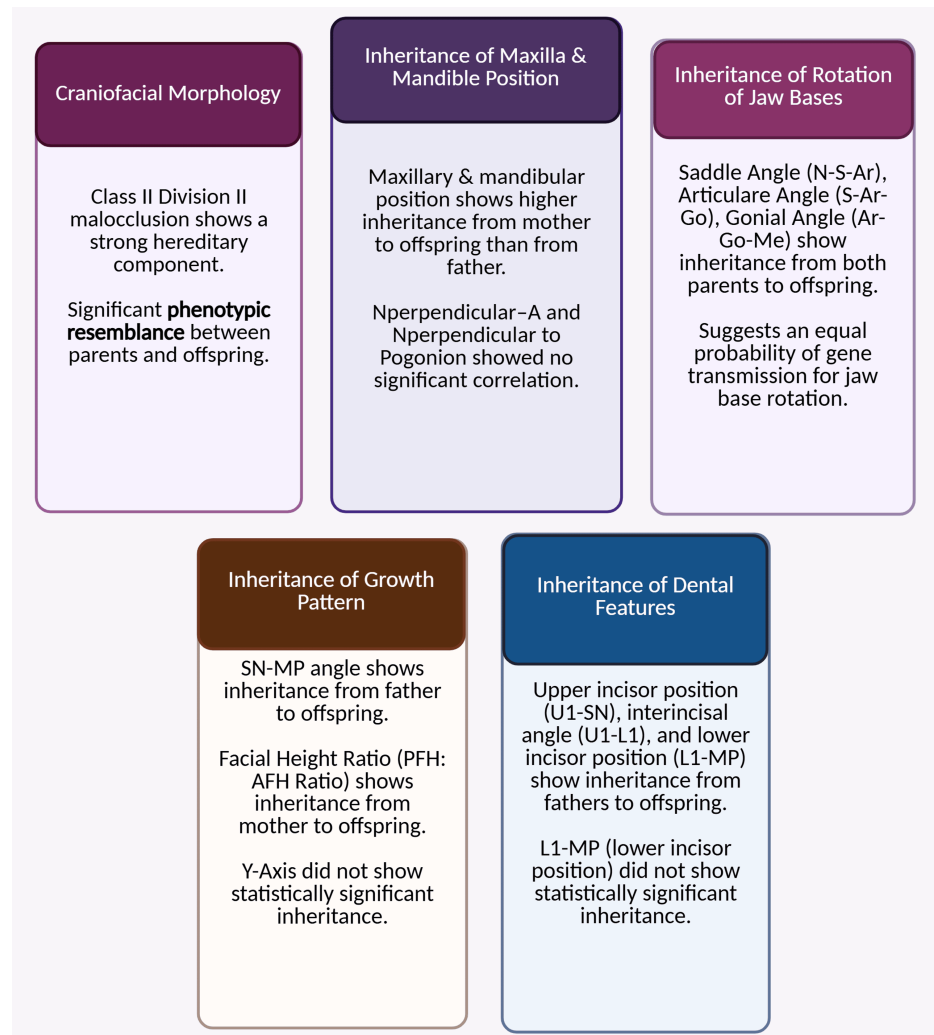 Craniofacial Morphology
Class II Division II
malocclusion shows a
strong hereditary
component.
Significant phenotypic
resemblance between
parents and offspring.
Inheritance of Maxilla &
Mandible Position
Maxillary & mandibular
position shows higher
inheritance from mother
to offspring than from
father.
Nperpendicular–A and
Nperpendicular to
Pogonion showed no
significant correlation.
Inheritance of Rotation
of Jaw Bases
Saddle Angle (N-S-Ar),
Articulare Angle (S-Ar-
Go), Gonial Angle (Ar-
Go-Me) show
inheritance from both
parents to offspring.
Suggests an equal
probability of gene
transmission for jaw
base rotation.
Inheritance of Growth
Pattern
SN-MP angle shows
inheritance from father
to offspring.
Facial Height Ratio (PFH:
AFH Ratio) shows
inheritance from
mother to offspring.
Y-Axis did not show
statistically significant
inheritance.
Inheritance of Dental
Features
Upper incisor position
(U1-SN), interincisal
angle (U1-L1), and lower
incisor position (L1-MP)
show inheritance from
fathers to offspring.
L1-MP (lower incisor
position) did not show
statistically significant
inheritance.